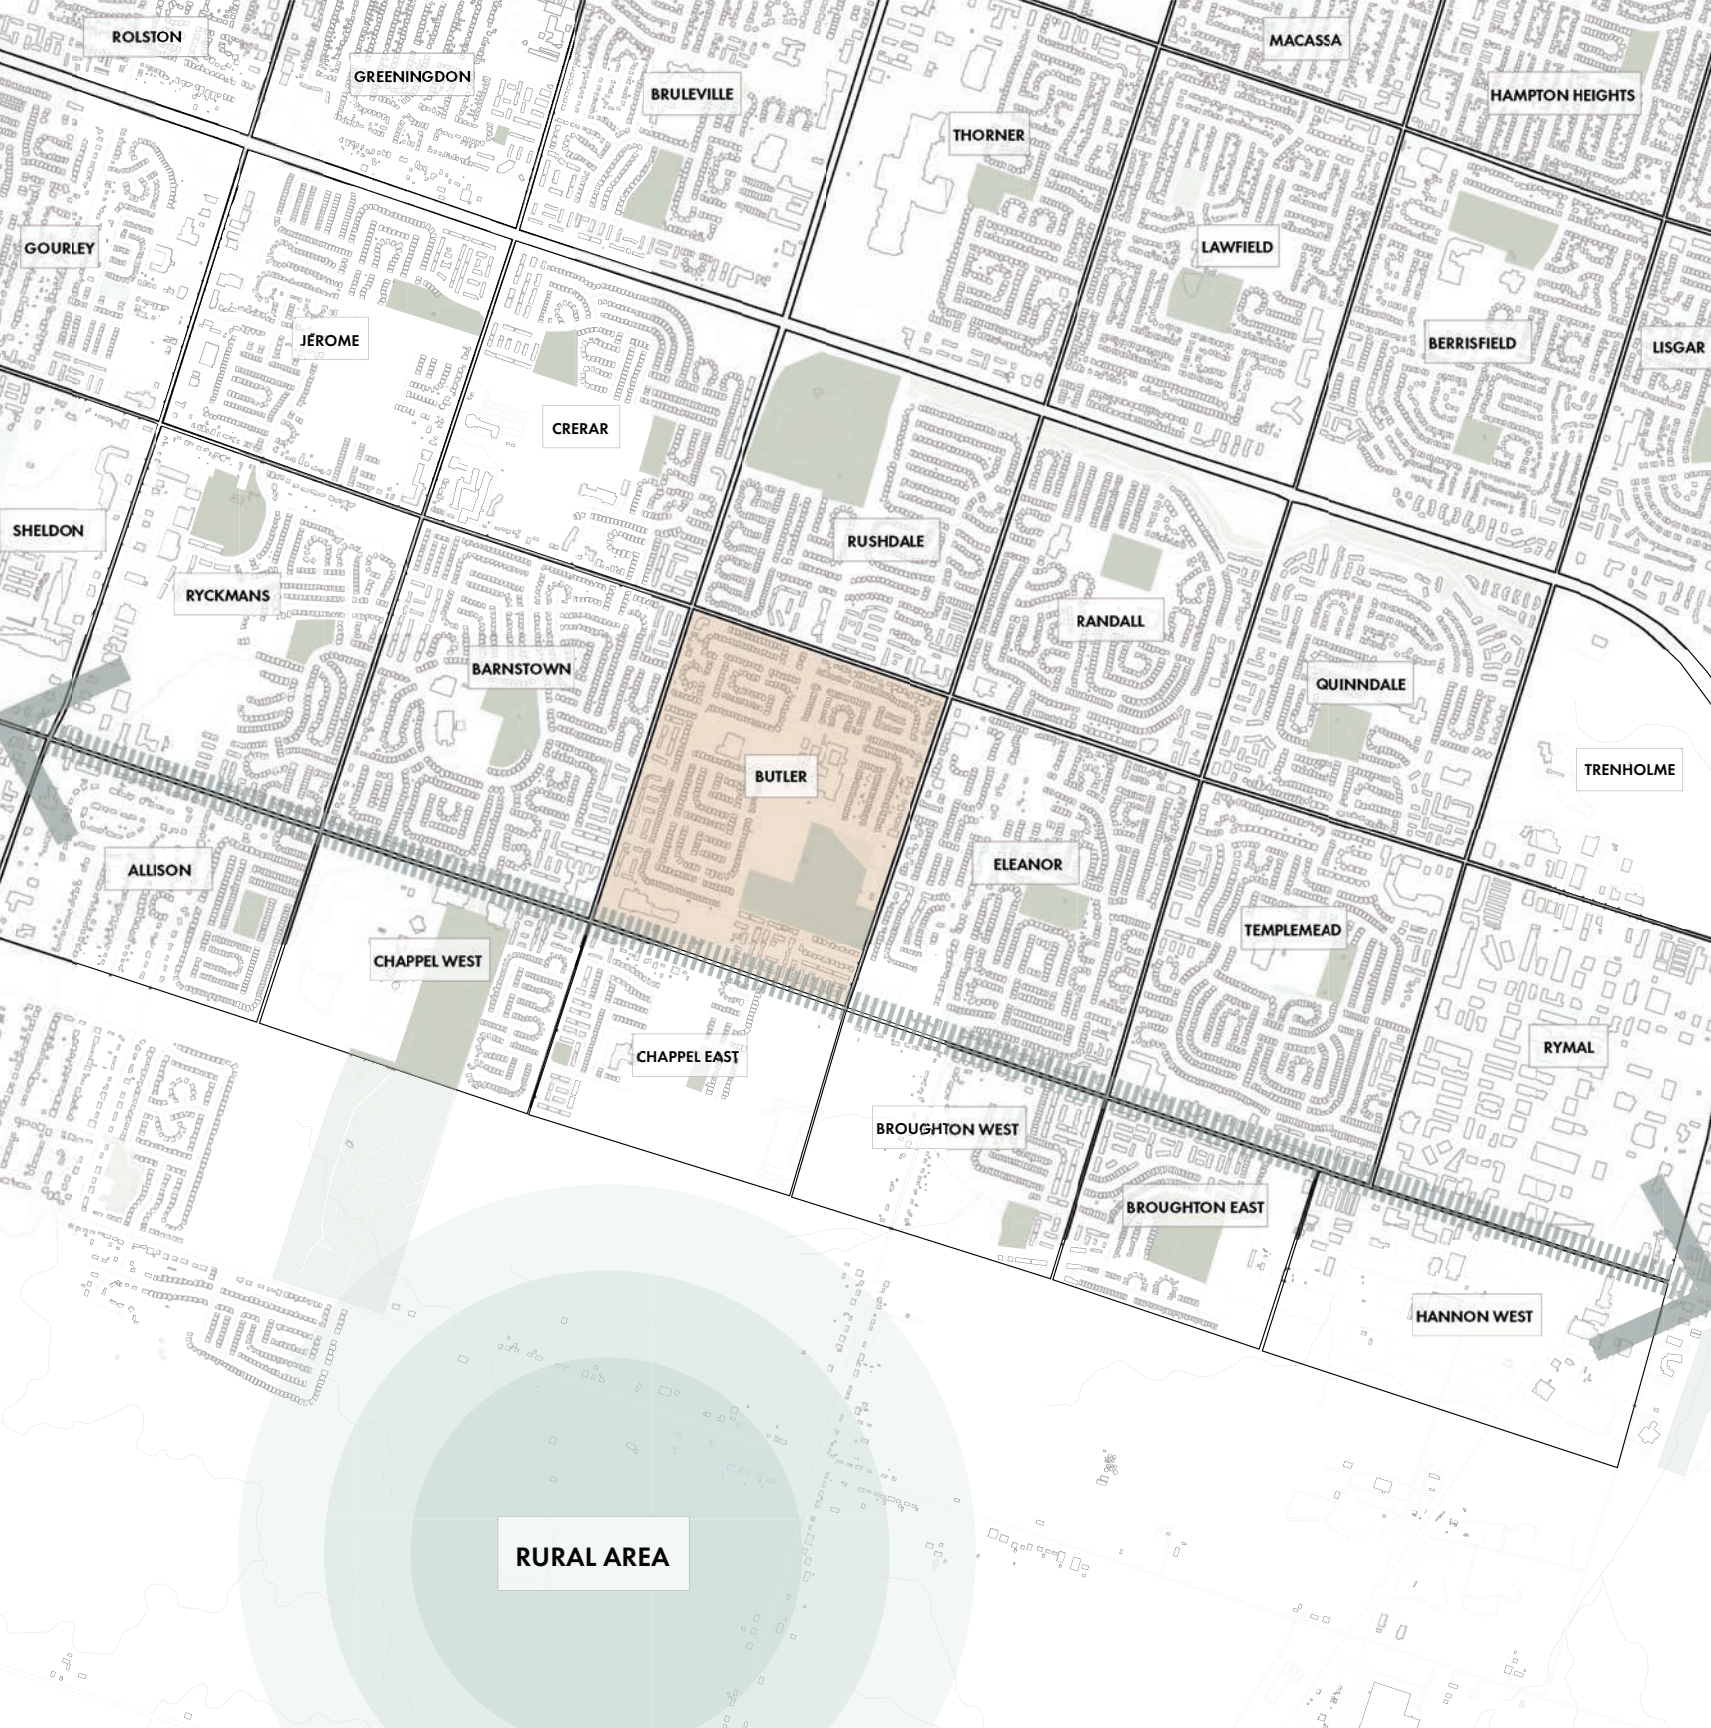 ROLSTON
MACASSA
GREENINGDON
BRULEVILLE
HAMPTON HEIGHTS
THORNER
GOURLEY
LAWFIELD
JÉROME
BERRISFIELD
LISGAR
CRERAR
SHELDON
RUSHDALE
RYCKMANS
RANDALL
BARNSTOWN
QUINNDALE
BUTLER
TRENHOLME
ALLISON
ELEANOR
TEMPLEMEAD
CHAPPEL WEST
CHAPPEL EAST
RYMAL
BROUGHTON WEST
BROUGHTON EAST
HANNON WEST
RURAL AREA